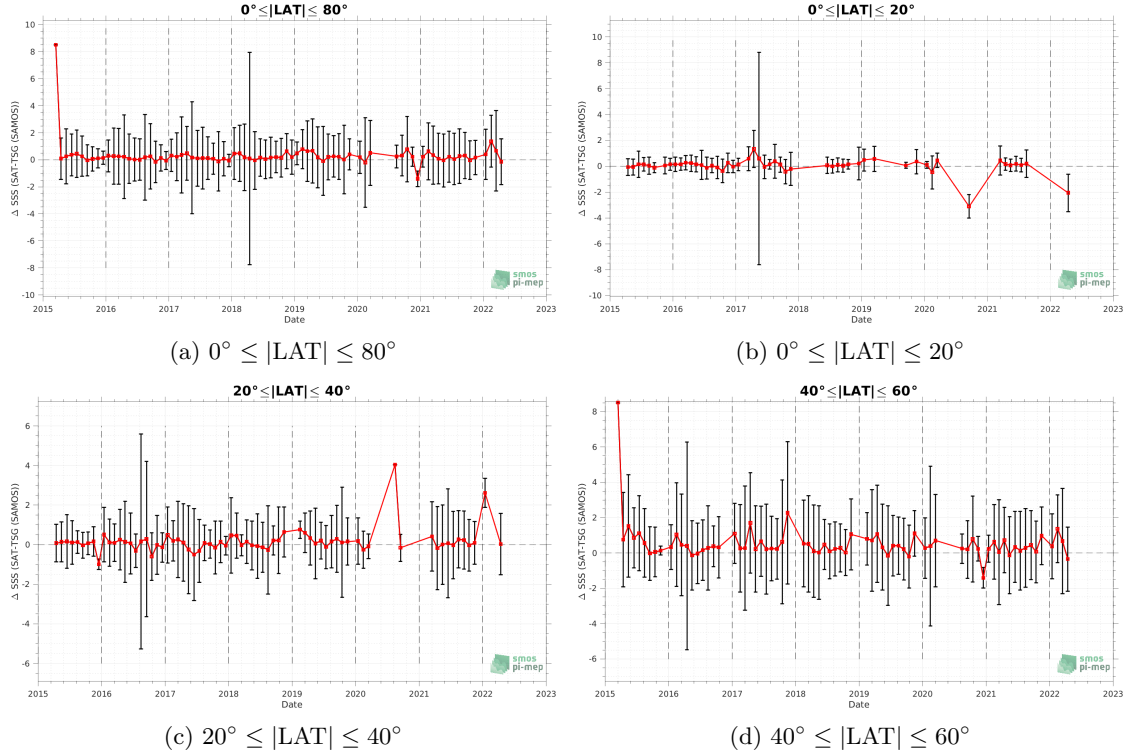 0°≤|LAT|≤ 80°
Δ SSS (SAT-TSG (SAMOS))
10
8
6
4
2
0
-2
-4
-6
-8
-10
2015 2016 2017 2018 2019 2020 2021 2022 2023
Date
smos
pi-mep
(a) 0° ≤ |LAT| ≤ 80°
0°≤|LAT|≤ 20°
Δ SSS (SAT-TSG (SAMOS))
10
8
6
4
2
0
-2
-4
-6
-8
-10
2015 2016 2017 2018 2019 2020 2021 2022 2023
Date
smos
pi-mep
(b) 0° ≤ |LAT| ≤ 20°
20°≤|LAT|≤ 40°
Δ SSS (SAT-TSG (SAMOS))
6
4
2
0
-2
-4
-6
2015 2016 2017 2018 2019 2020 2021 2022 2023
Date
smos
pi-mep
(c) 20° ≤ |LAT| ≤ 40°
40°≤|LAT|≤ 60°
Δ SSS (SAT-TSG (SAMOS))
8
6
4
2
0
-2
-4
-6
2015 2016 2017 2018 2019 2020 2021 2022 2023
Date
smos
pi-mep
(d) 40° ≤ |LAT| ≤ 60°